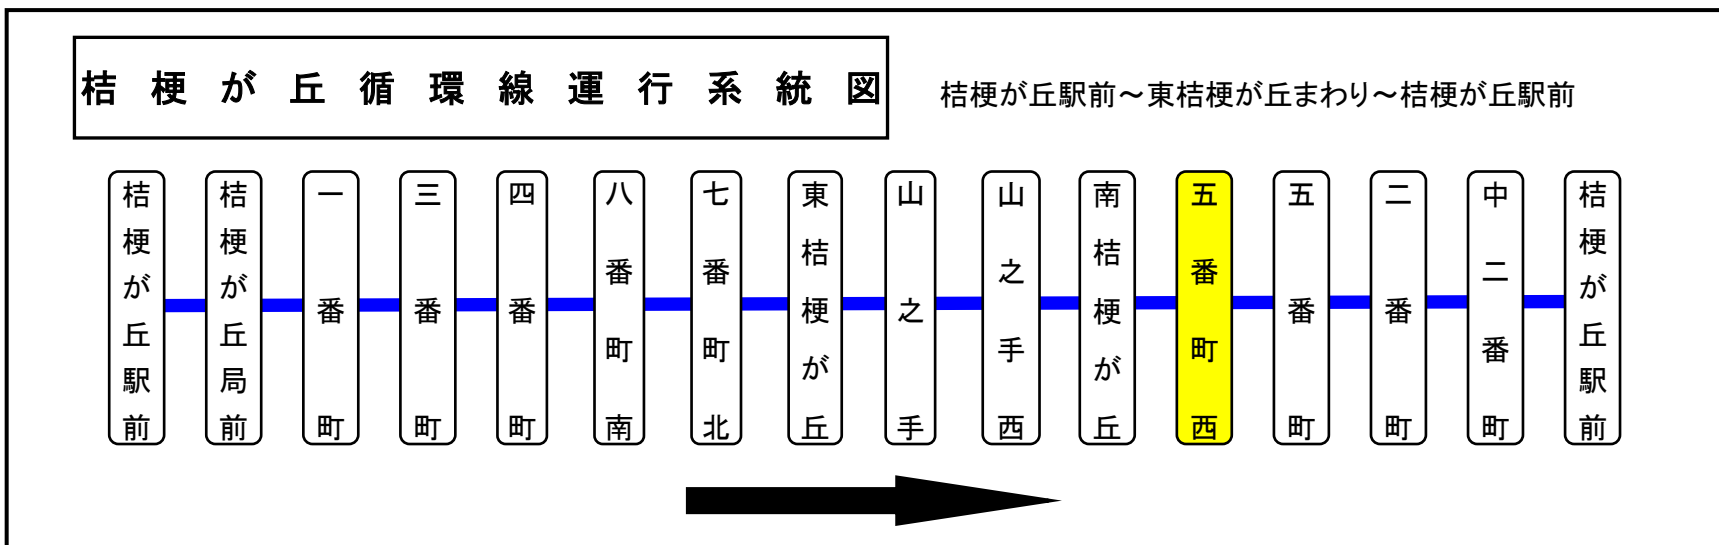 桔梗が丘循環線運行系統図
桔梗が丘駅前～東桔梗が丘まわり～桔梗が丘駅前
桔梗が丘駅前
桔梗が丘局前
一番町
三番町
四番町
八番町南
七番町北
東桔梗が丘
山之手
山之手西
南桔梗が丘
五番町西
五番町
二番町
中二番町
桔梗が丘駅前